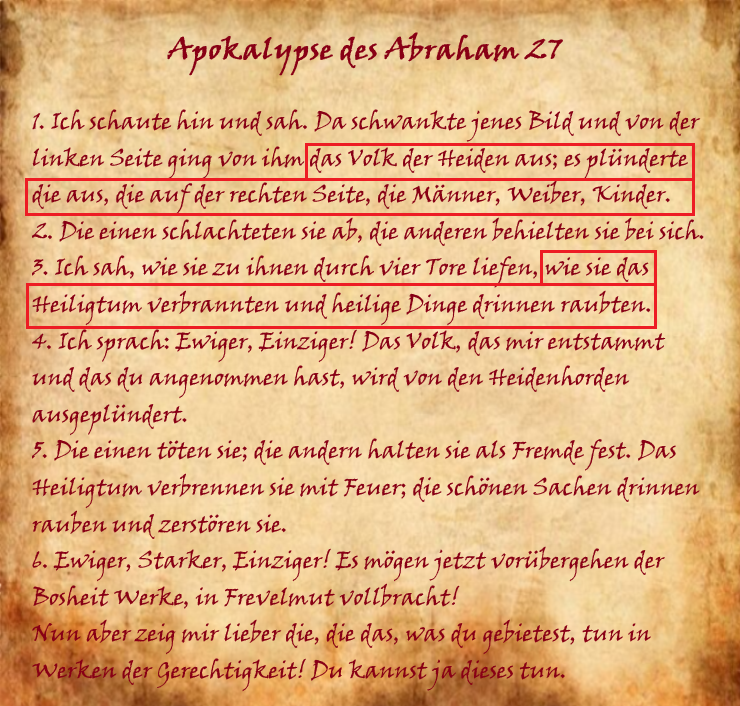 Apokalypse des Abraham 27
1. Ich schaute hin und sah. Da schwankte jenes Bild und von der
linken Seite ging von ihm das Volk der Heiden aus; es plünderte
die aus, die auf der rechten Seite, die Männer, Weiber, Kinder.
2. Die einen schlachteten sie ab, die anderen behielten sie bei sich.
3. Ich sah, wie sie zu ihnen durch vier Tore liefen, wie sie das
Heiligtum verbrannten und heilige Dinge drinnen raubten.
4. Ich sprach: Ewiger, Einziger! Das Volk, das mir entstammt
und das du angenommen hast, wird von den Heidenhorden
ausgeplündert.
5. Die einen töten sie; die andern halten sie als Fremde fest. Das
Heiligtum verbrennen sie mit Feuer; die schönen Sachen drinnen
rauben und zerstören sie.
6. Ewiger, Starker, Einziger! Es mögen jetzt vorübergehen der
Bosheit Werke, in Frevelmut vollbracht!
Nun aber zeig mir lieber die, die das, was du gebietest, tun in
Werken der Gerechtigkeit! Du kannst ja dieses tun.